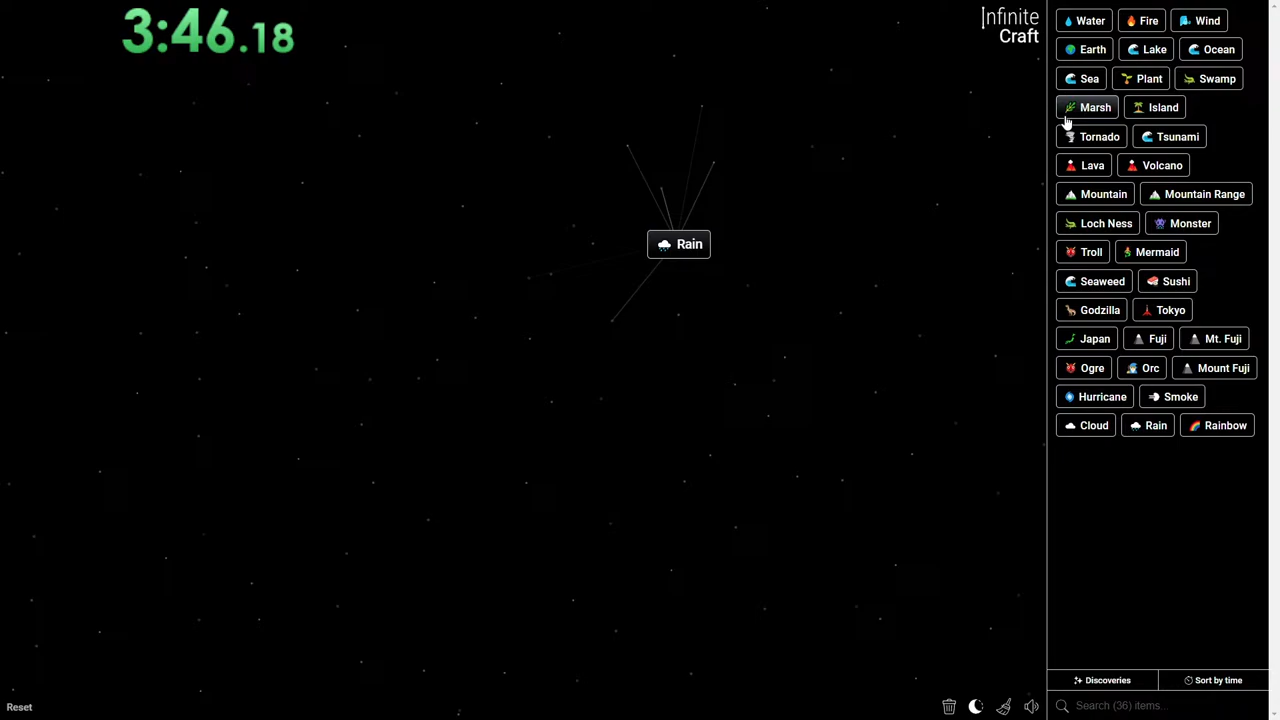 3:46.18
Infinite
Craft
Water Fire Wind
Earth Lake Ocean
Sea Plant Swamp
Marsh Island
Tornado Tsunami
Lava Volcano
Mountain Mountain Range
Loch Ness Monster
Troll Mermaid
Seaweed Sushi
Godzilla Tokyo
Japan Fuji Mt. Fuji
Ogre Orc Mount Fuji
Hurricane Smoke
Cloud Rain Rainbow
Rain
Discoveries Sort by time
Search (36) items...
Reset